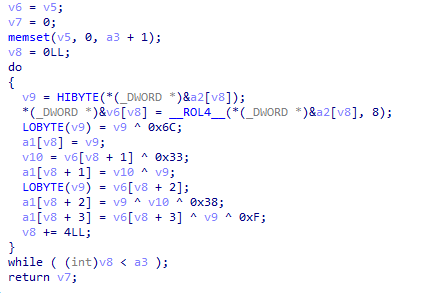 v6 = v5;
v7 = 0;
memset(v5, 0, a3 + 1);
v8 = 0LL;
do
{
v9 = HIBYTE(*(_DWORD *)&a2[v8]);
*(_DWORD *)&v6[v8] = __ROL4__(*(_DWORD *)&a2[v8], 8);
LOBYTE(v9) = v9 ^ 0x6C;
a1[v8] = v9;
v10 = v6[v8 + 1] ^ 0x33;
a1[v8 + 1] = v10 ^ v9;
LOBYTE(v9) = v6[v8 + 2];
a1[v8 + 2] = v9 ^ v10 ^ 0x38;
a1[v8 + 3] = v6[v8 + 3] ^ v9 ^ 0xF;
v8 += 4LL;
}
while ( (int)v8 < a3 );
return v7;